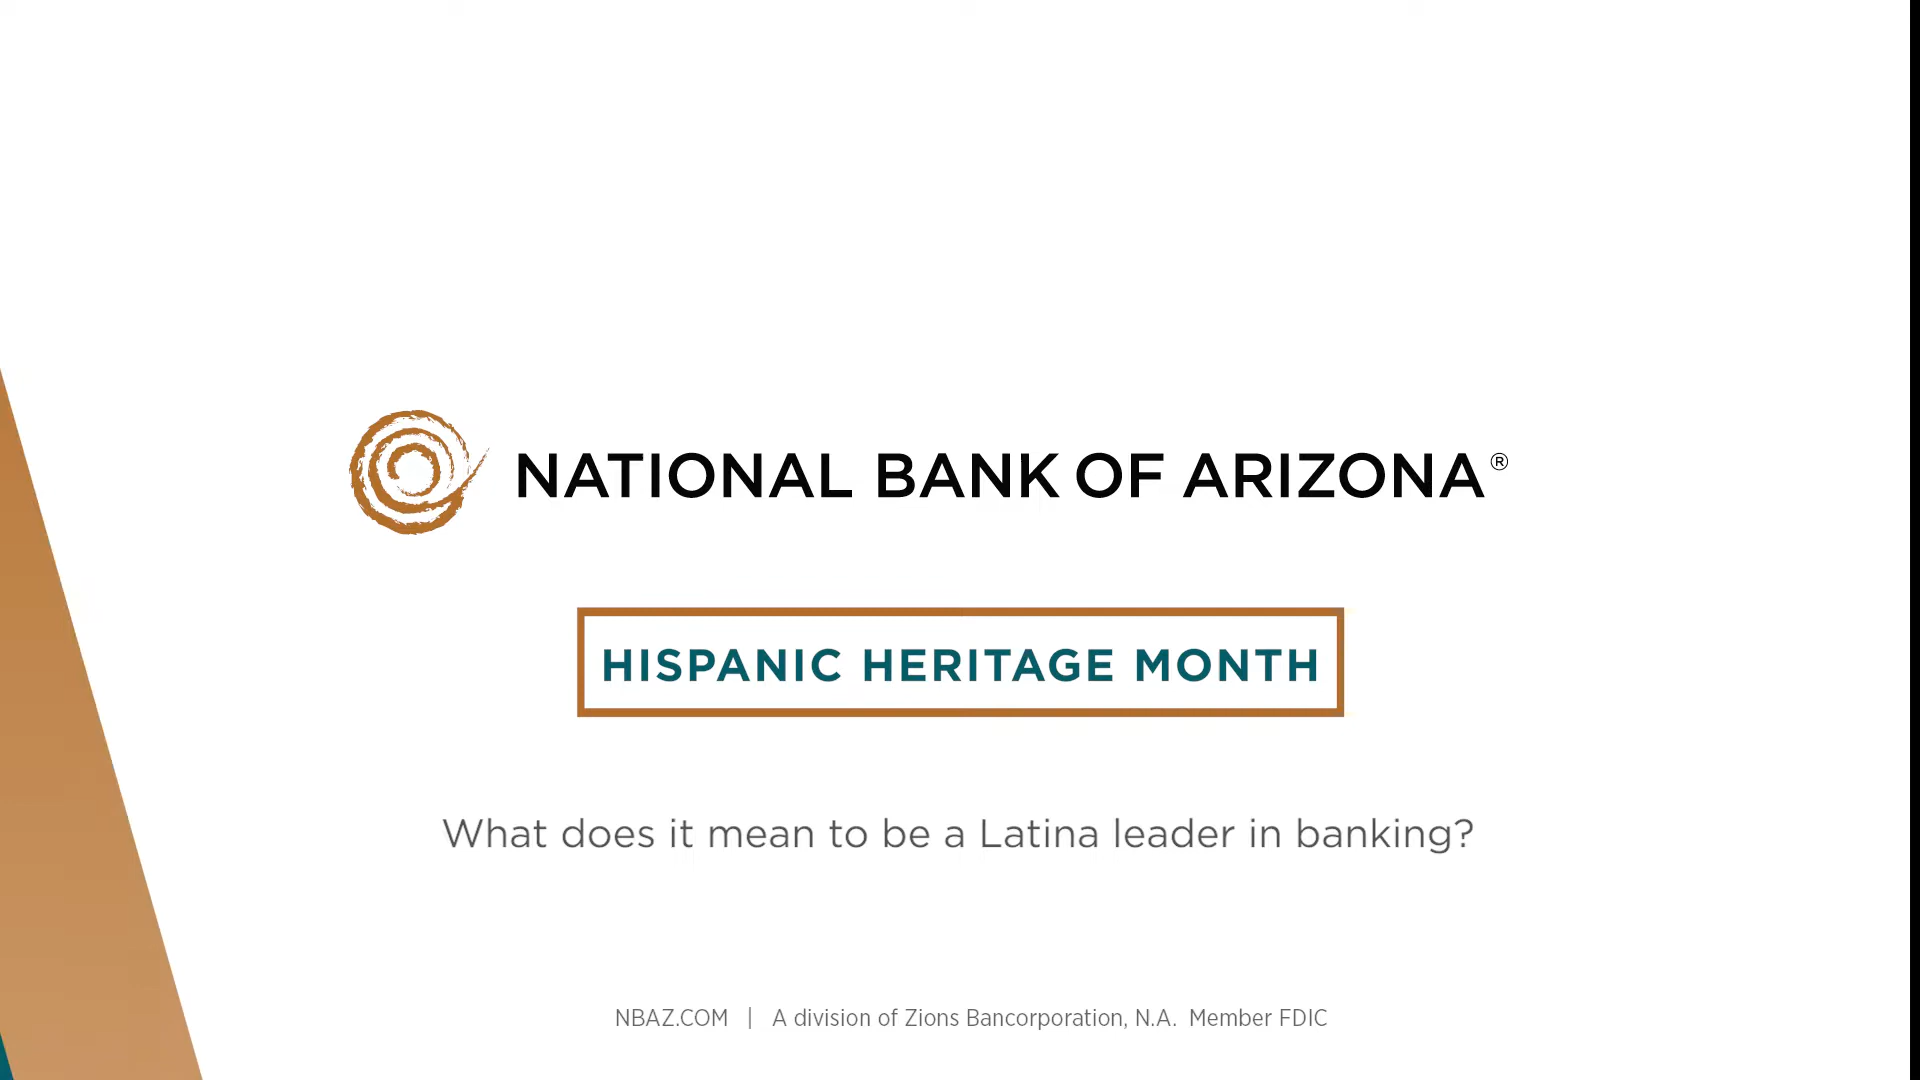 NATIONAL BANK OF ARIZONA®
HISPANIC HERITAGE MONTH
What does it mean to be a Latina leader in banking?
NBAZ.COM | A division of Zions Bancorporation, N.A. Member FDIC